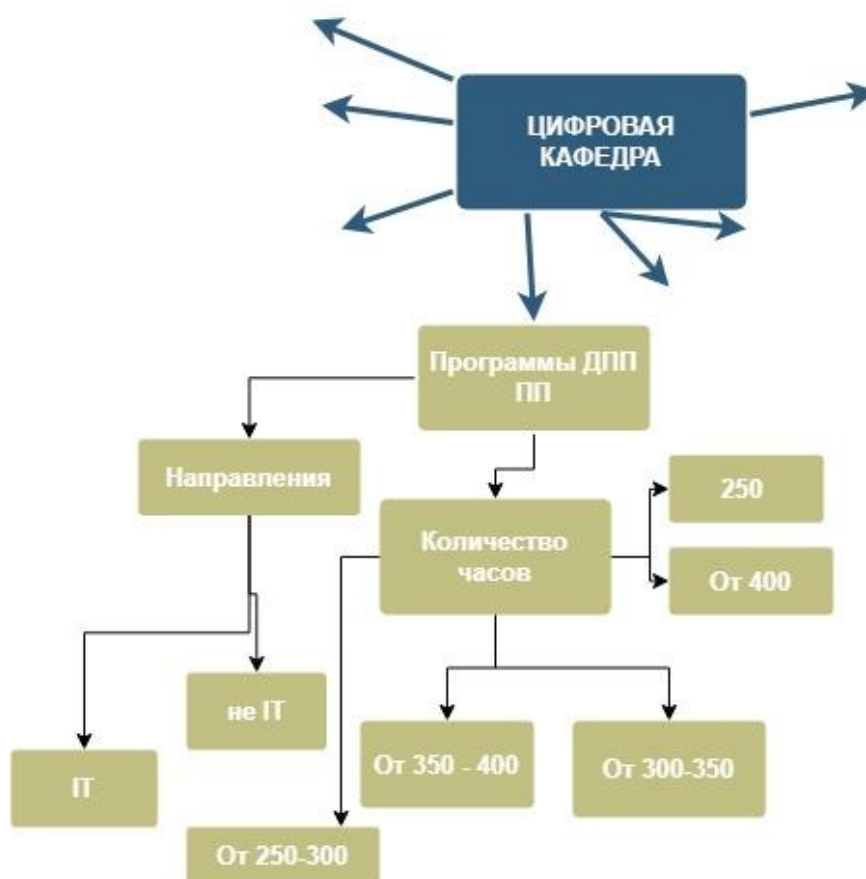 ЦИФРОВАЯ
КАФЕДРА
Программы ДПП
ПП
Направления
250
Количество
часов
От 400
не IT
От 350 - 400
От 300-350
IT
От 250-300